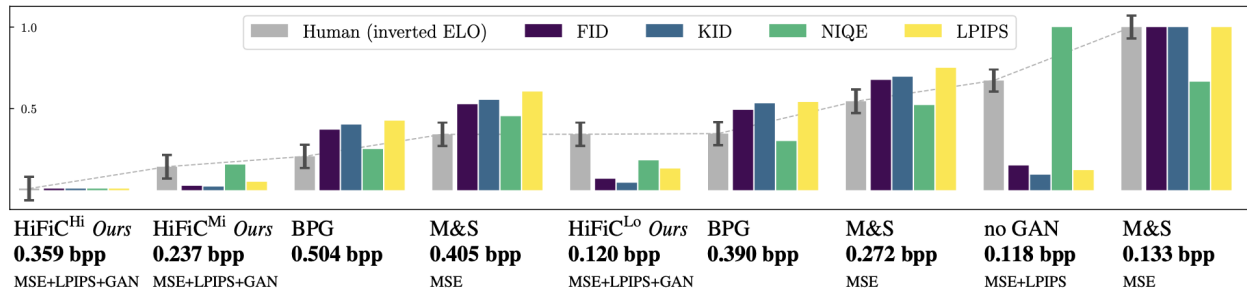 Human (inverted ELO) FID KID NIQE LPIPS
1.0
0.5
HiFiC^Hi Ours HiFiC^Mi Ours BPG M&S HiFiC^Lo Ours BPG M&S no GAN M&S
0.359 bpp 0.237 bpp 0.504 bpp 0.405 bpp 0.120 bpp 0.390 bpp 0.272 bpp 0.118 bpp 0.133 bpp
MSE+LPIPS+GAN MSE+LPIPS+GAN MSE MSE+LPIPS+GAN MSE MSE+LPIPS MSE